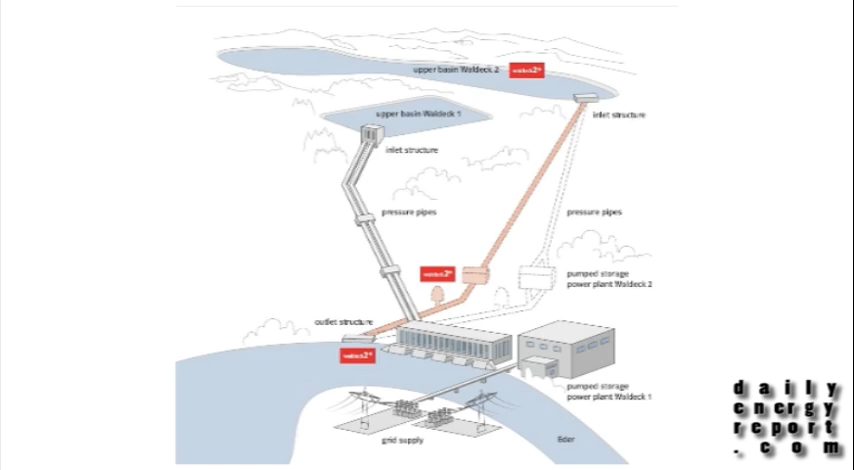 upper basin Waldeck 2
waldeck2+
upper basin Waldeck 1
inlet structure
inlet structure
pressure pipes
pressure pipes
waldeck2+
pumped storage
power plant Waldeck 2
outlet structure
waldeck2+
pumped storage
power plant Waldeck 1
grid supply
Eder
daily
energy
report
.com